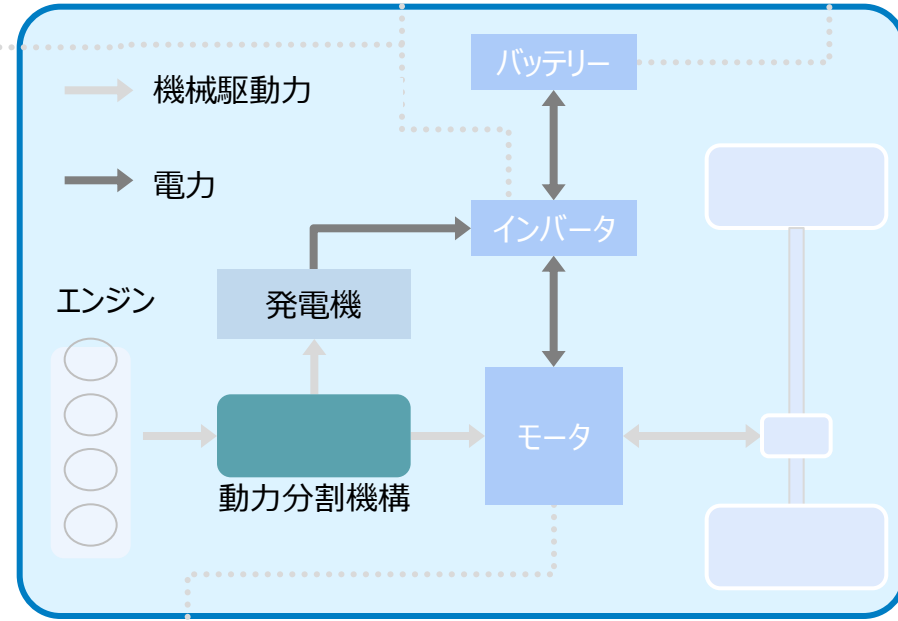 バッテリー
機械駆動力
電力
インバータ
エンジン
発電機
モータ
動力分割機構